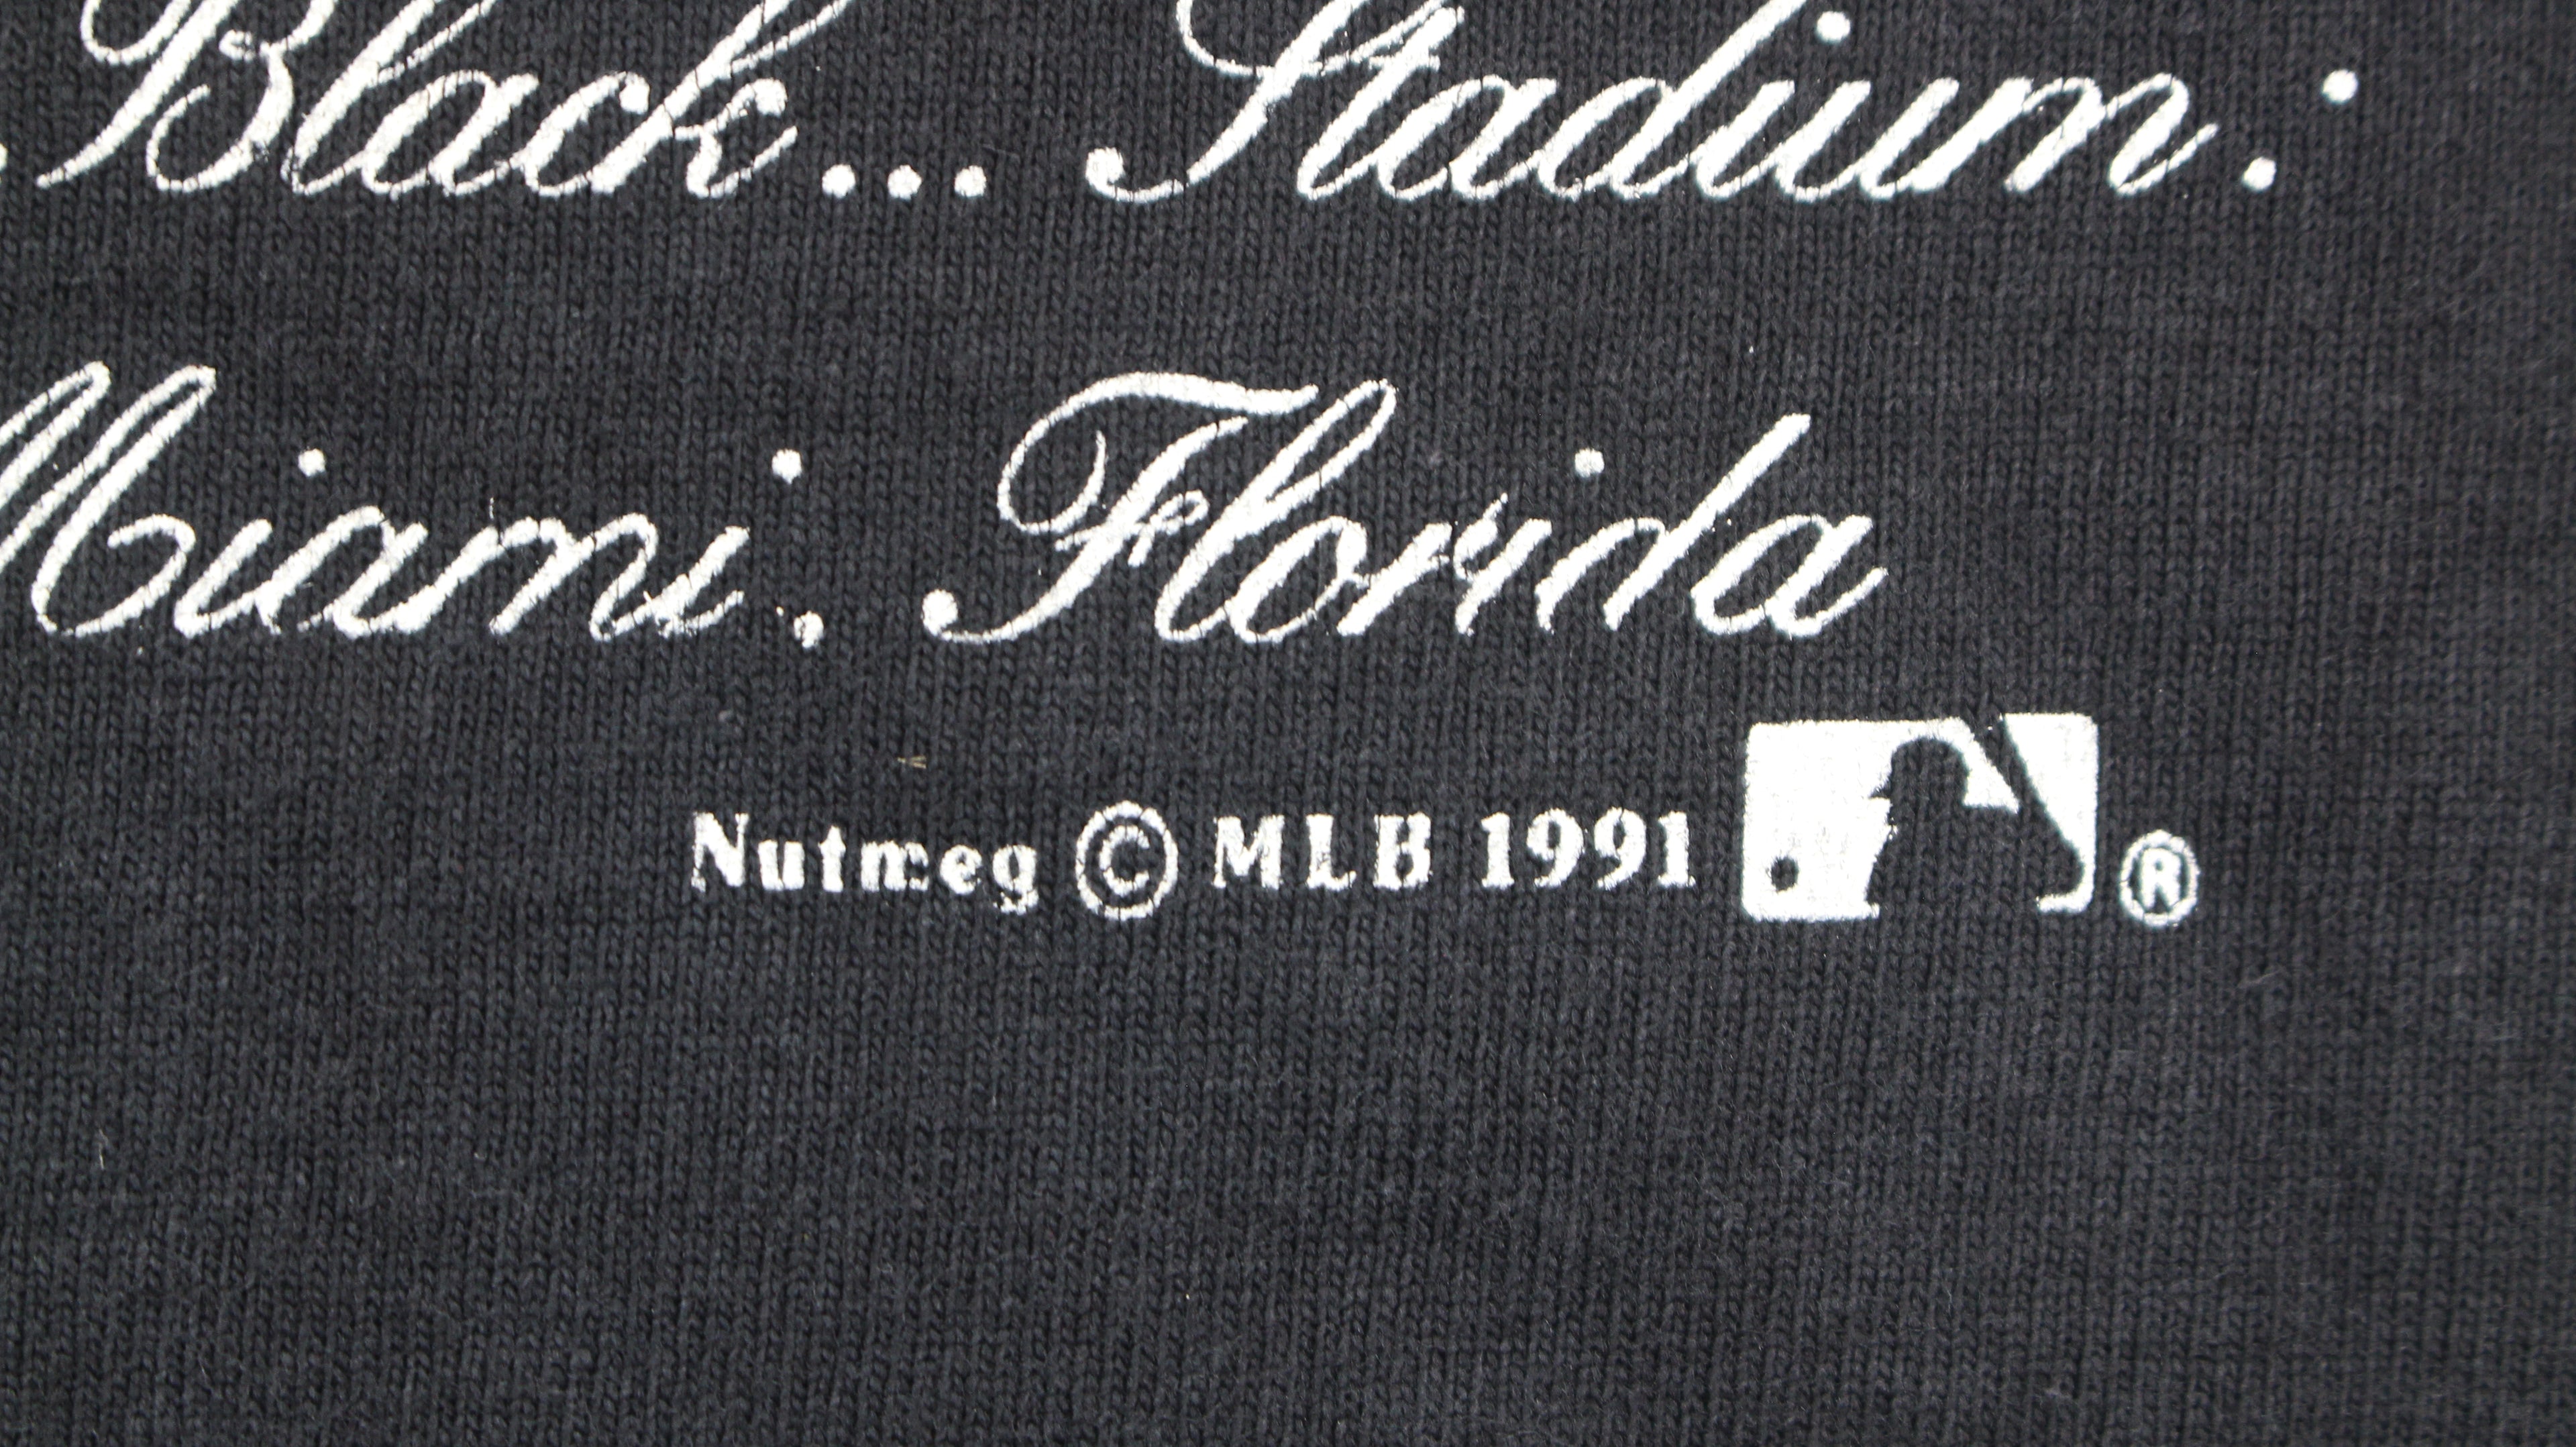 Black... Stadium:
Miami, Florida
Nutmeg © MLB 1991 ®